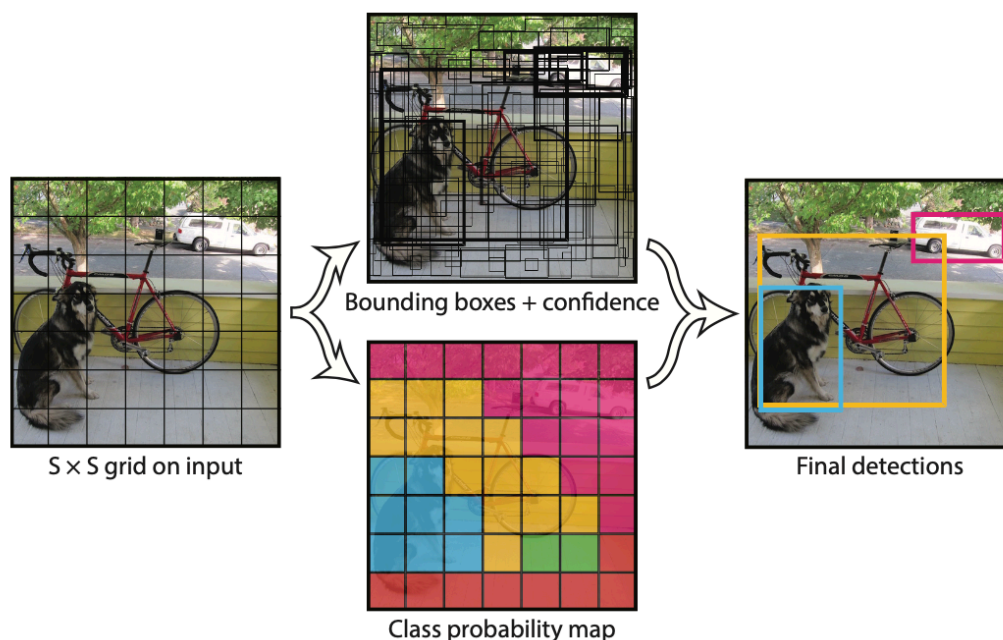 Bounding boxes + confidence
S × S grid on input
Final detections
Class probability map